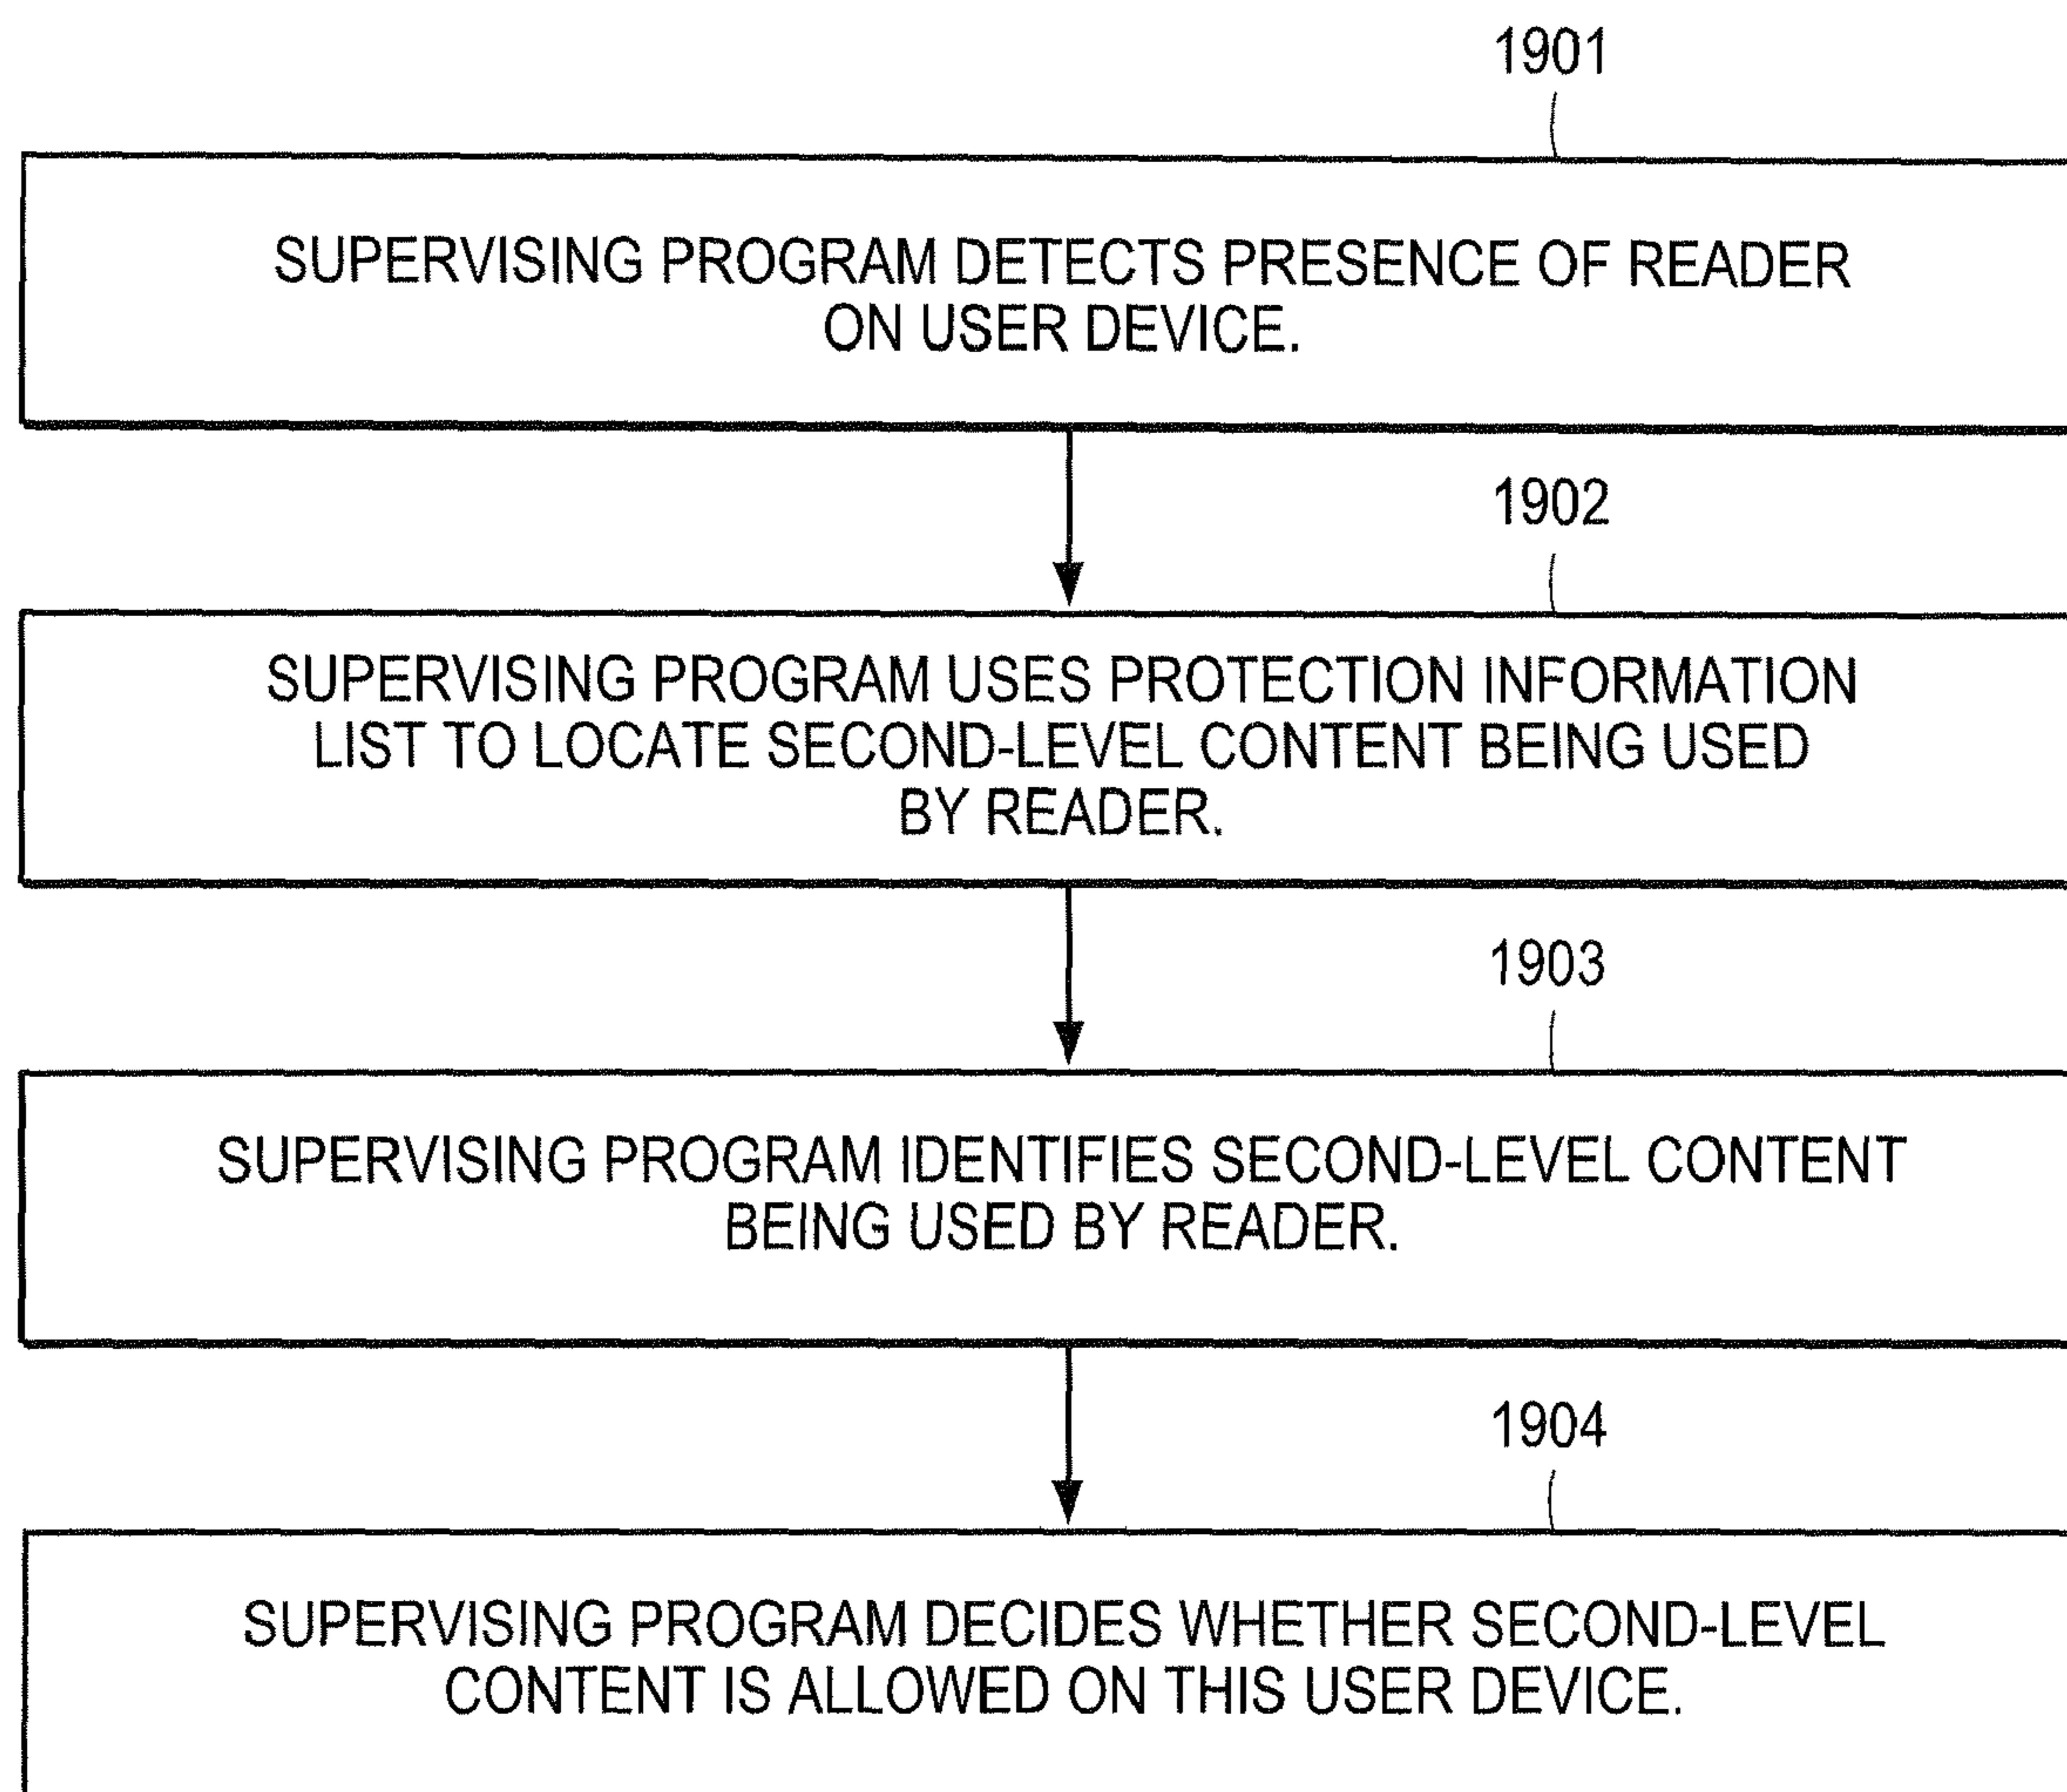 1901
SUPERVISING PROGRAM DETECTS PRESENCE OF READER
ON USER DEVICE.
1902
SUPERVISING PROGRAM USES PROTECTION INFORMATION
LIST TO LOCATE SECOND-LEVEL CONTENT BEING USED
BY READER.
1903
SUPERVISING PROGRAM IDENTIFIES SECOND-LEVEL CONTENT
BEING USED BY READER.
1904
SUPERVISING PROGRAM DECIDES WHETHER SECOND-LEVEL
CONTENT IS ALLOWED ON THIS USER DEVICE.